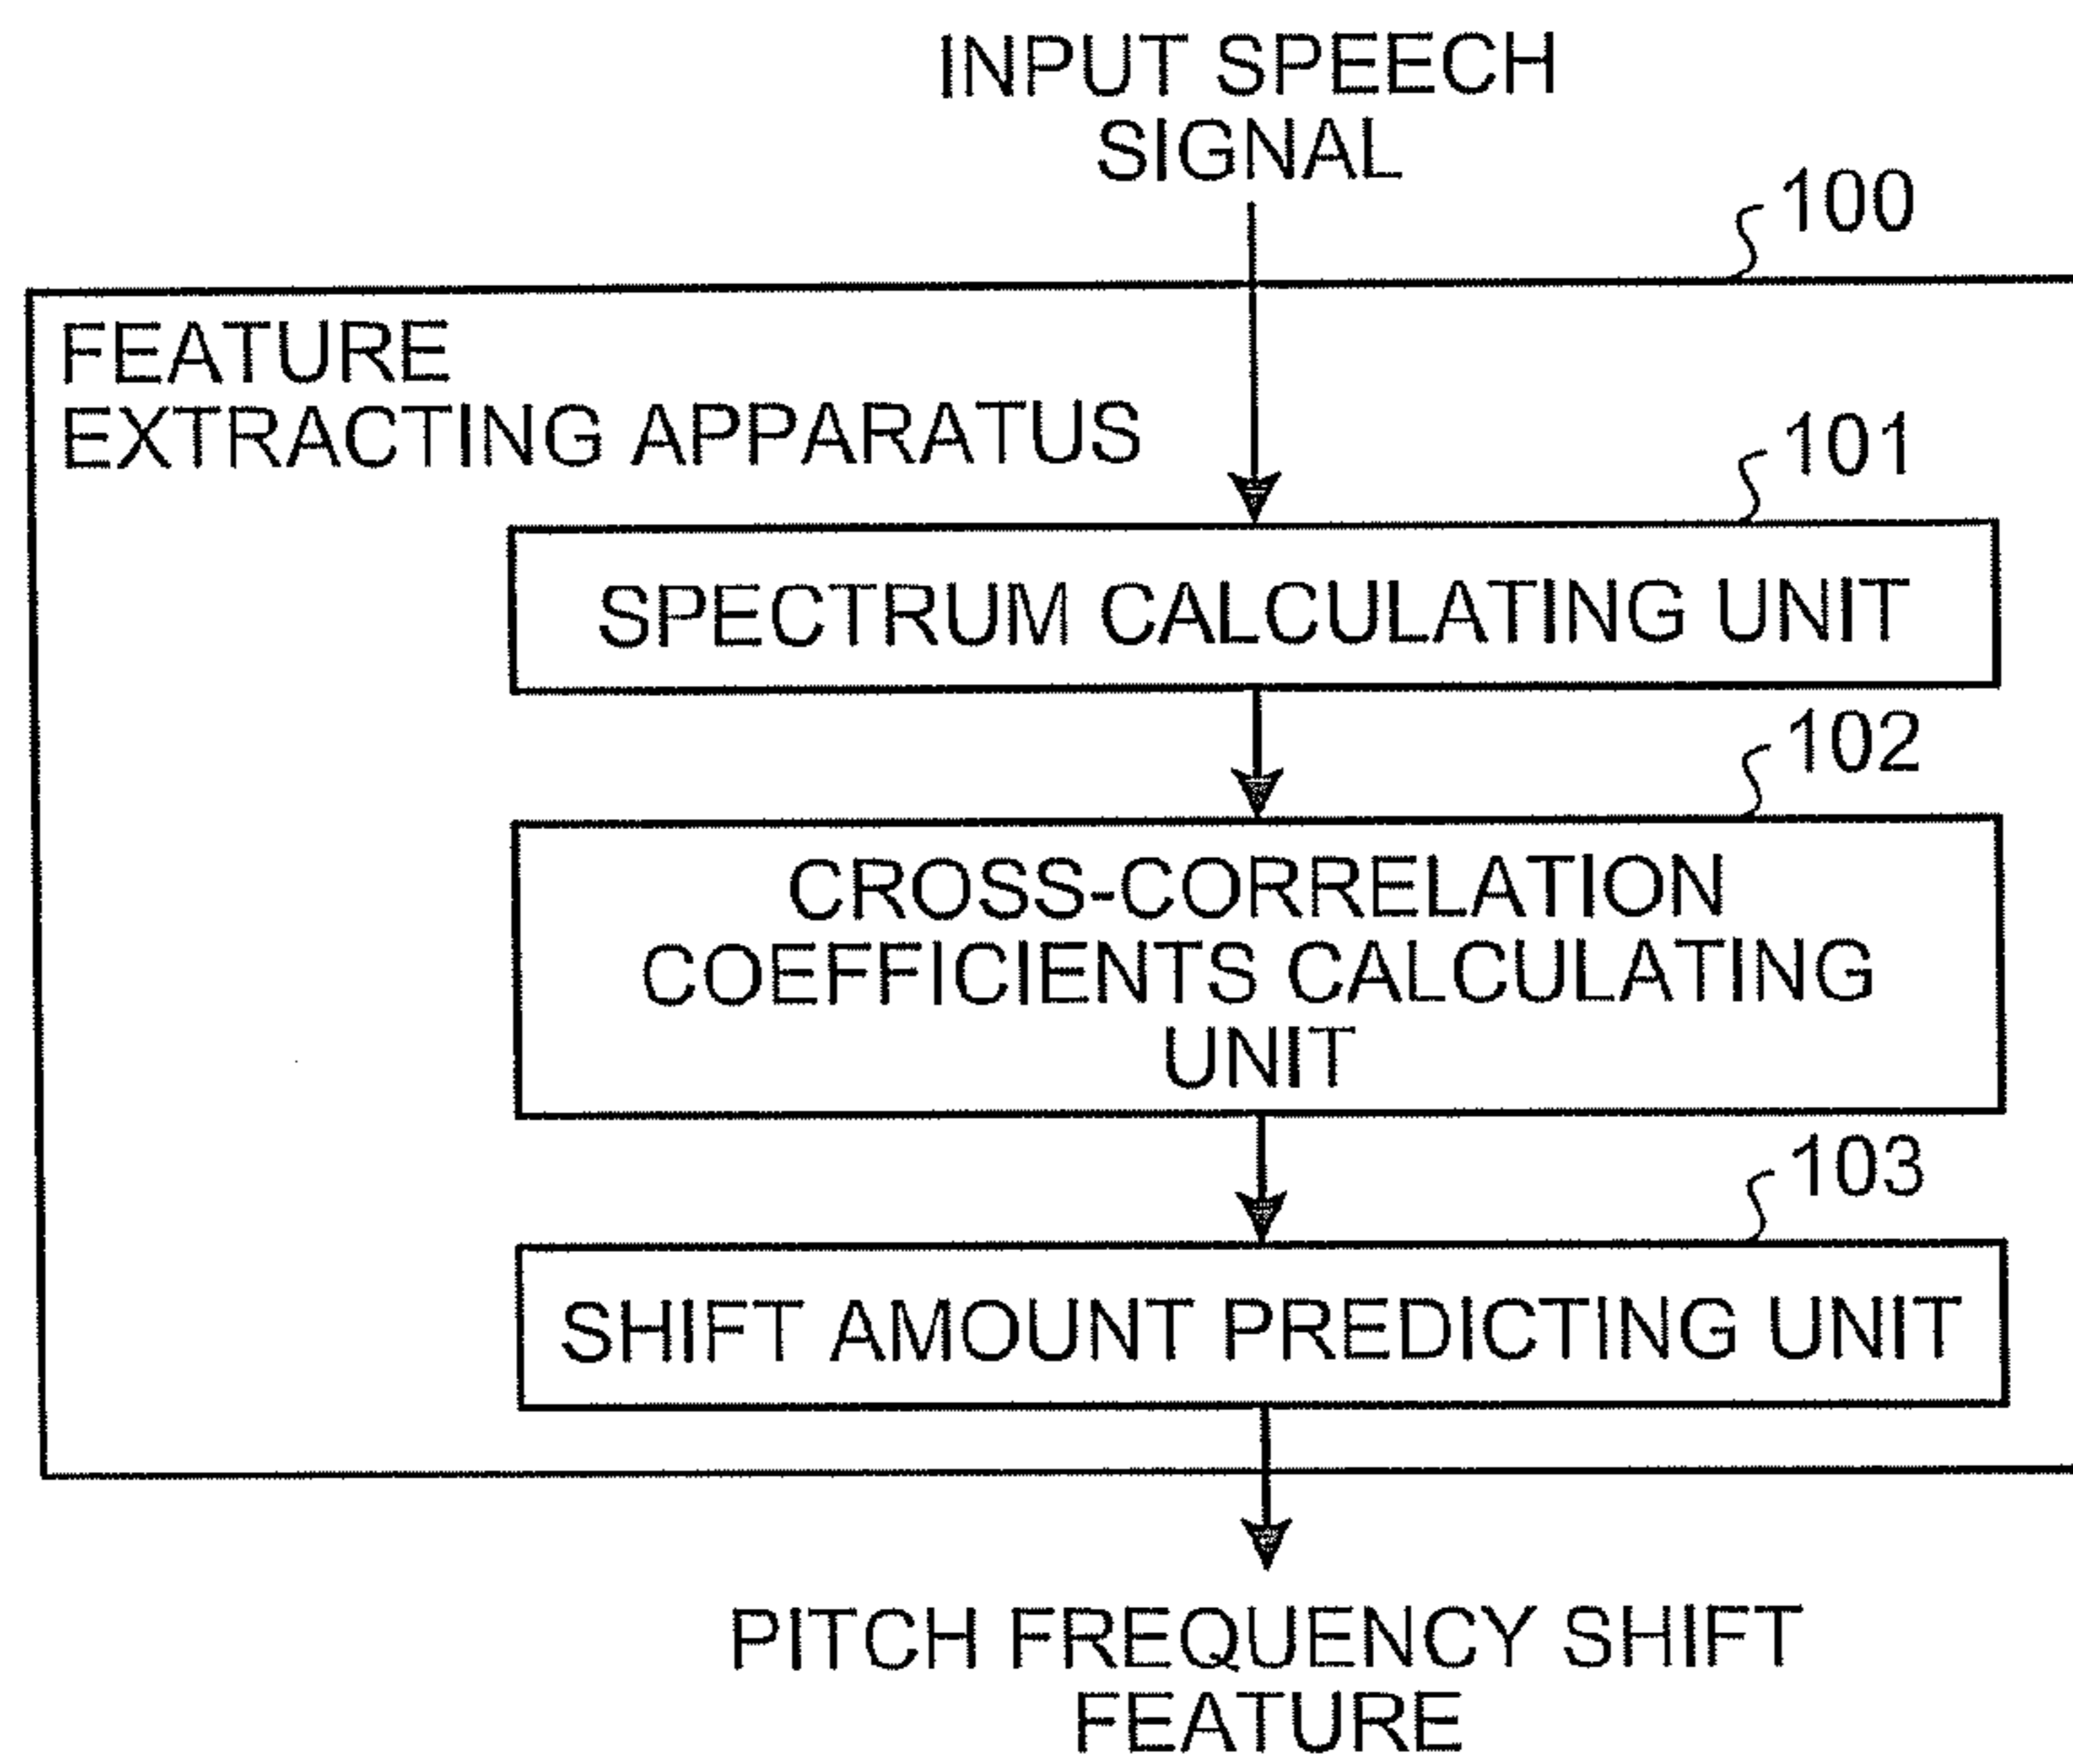 INPUT SPEECH
SIGNAL
100
FEATURE
EXTRACTING APPARATUS
101
SPECTRUM CALCULATING UNIT
102
CROSS-CORRELATION
COEFFICIENTS CALCULATING
UNIT
103
SHIFT AMOUNT PREDICTING UNIT
PITCH FREQUENCY SHIFT
FEATURE